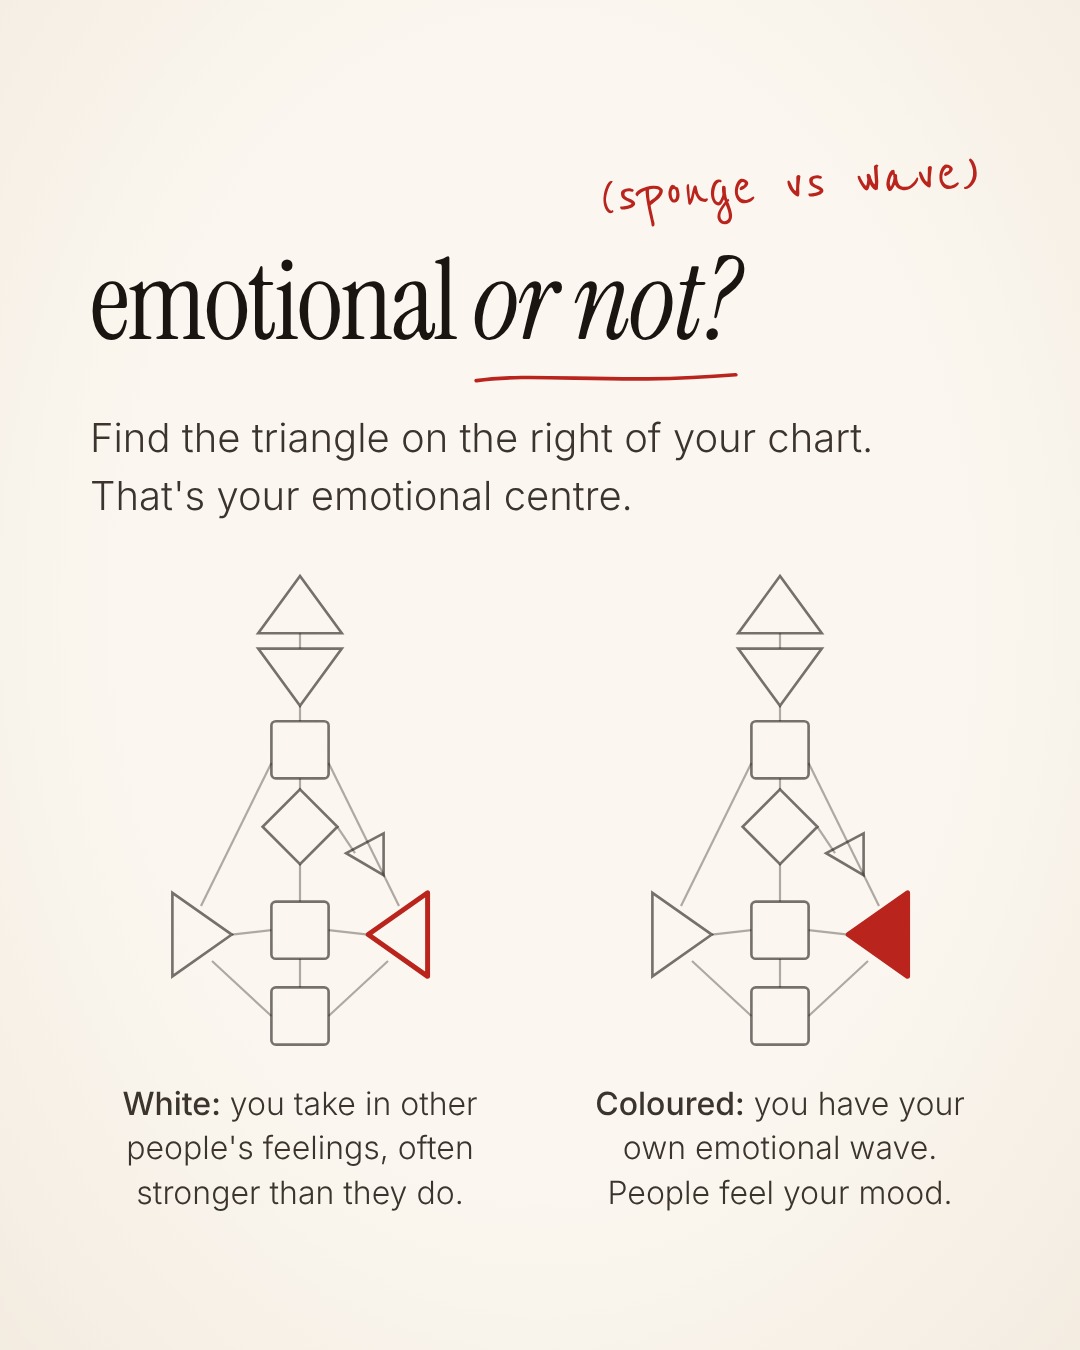 (sponge vs wave)
emotional or not?
Find the triangle on the right of your chart.
That's your emotional centre.
White: you take in other
people's feelings, often
stronger than they do.
Coloured: you have your
own emotional wave.
People feel your mood.